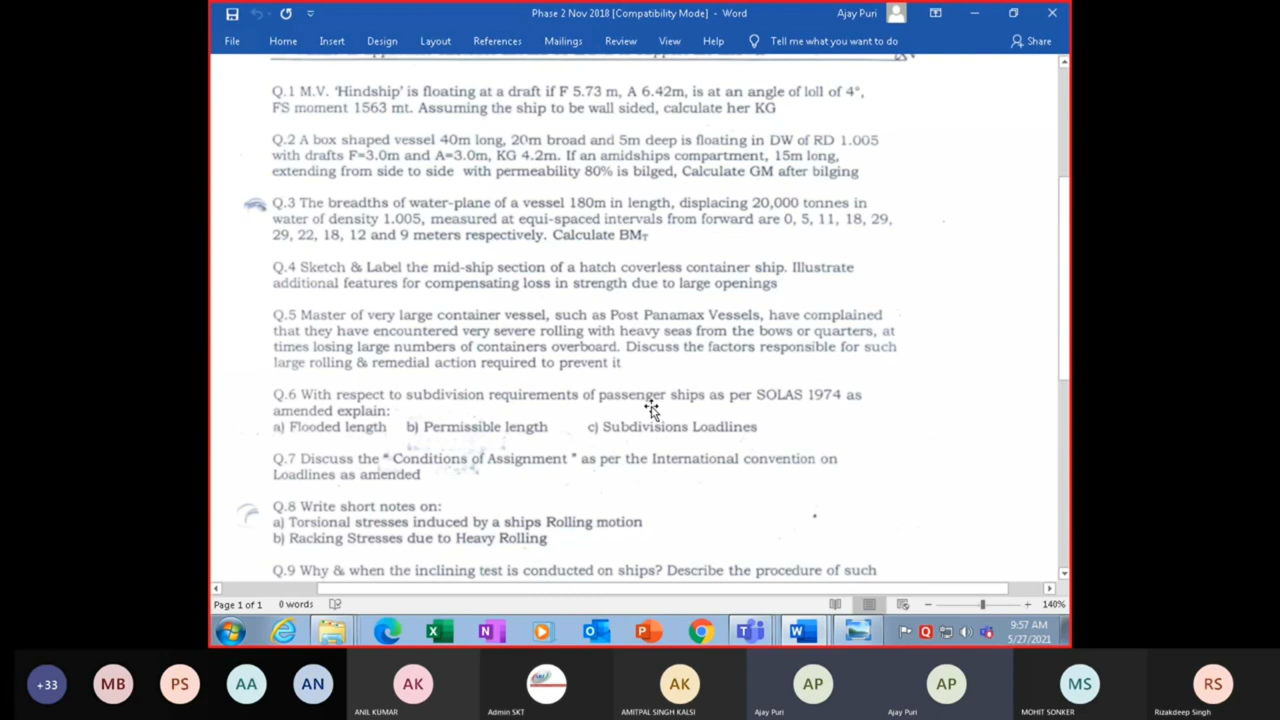 Phase 2 Nov 2018 [Compatibility Mode] - Word
Ajay Puri
File Home Insert Design Layout References Mailings Review View Help Tell me what you want to do Share
Q.1 M.V. 'Hindship' is floating at a draft if F 5.73 m, A 6.42m, is at an angle of loll of 4°,
FS moment 1563 mt. Assuming the ship to be wall sided, calculate her KG
Q.2 A box shaped vessel 40m long, 20m broad and 5m deep is floating in DW of RD 1.005
with drafts F=3.0m and A=3.0m, KG 4.2m. If an amidships compartment, 15m long,
extending from side to side with permeability 80% is bilged, Calculate GM after bilging
Q.3 The breadths of water-plane of a vessel 180m in length, displacing 20,000 tonnes in
water of density 1.005, measured at equi-spaced intervals from forward are 0, 5, 11, 18, 29,
29, 22, 18, 12 and 9 meters respectively. Calculate BMT
Q.4 Sketch & Label the mid-ship section of a hatch coverless container ship. Illustrate
additional features for compensating loss in strength due to large openings
Q.5 Master of very large container vessel, such as Post Panamax Vessels, have complained
that they have encountered very severe rolling with heavy seas from the bows or quarters, at
times losing large numbers of containers overboard. Discuss the factors responsible for such
large rolling & remedial action required to prevent it
Q.6 With respect to subdivision requirements of passenger ships as per SOLAS 1974 as
amended explain:
a) Flooded length b) Permissible length c) Subdivisions Loadlines
Q.7 Discuss the " Conditions of Assignment " as per the International convention on
Loadlines as amended
Q.8 Write short notes on:
a) Torsional stresses induced by a ships Rolling motion
b) Racking Stresses due to Heavy Rolling
Q.9 Why & when the inclining test is conducted on ships? Describe the procedure of such
Page 1 of 1 0 words 140%
9:57 AM
5/27/2021
+33 MB PS AA AN AK AK AP AP MS RS
ANIL KUMAR Admin SKT AMITPAL SINGH KALSI Ajay Puri Ajay Puri MOHIT SONKER Rizakdeep Singh